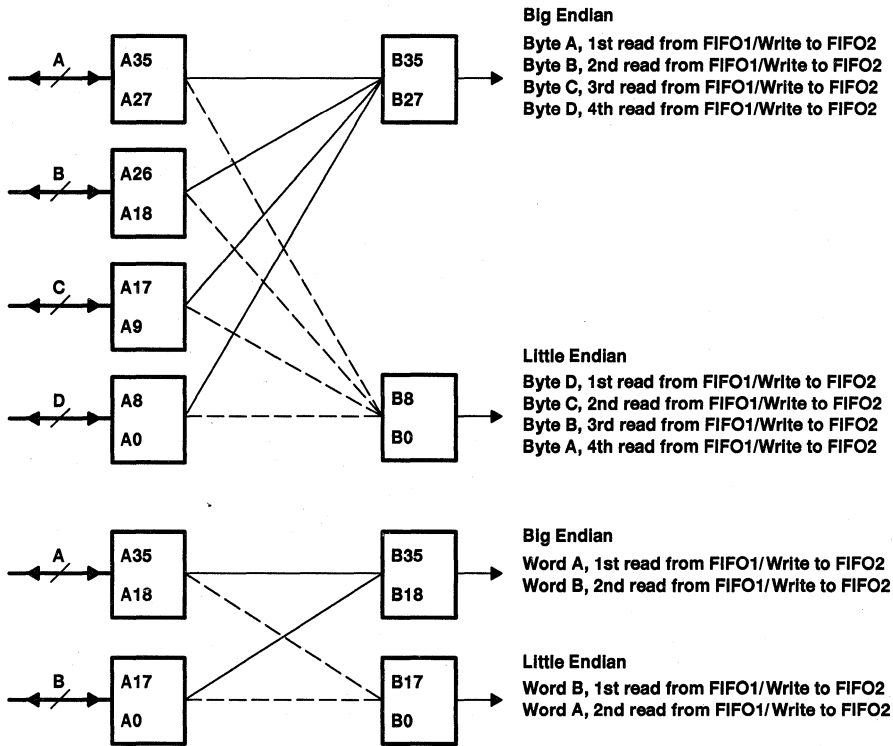 Big Endian
Byte A, 1st read from FIFO1/Write to FIFO2
Byte B, 2nd read from FIFO1/Write to FIFO2
Byte C, 3rd read from FIFO1/Write to FIFO2
Byte D, 4th read from FIFO1/Write to FIFO2
A
A35
A27
B35
B27
B
A26
A18
C
A17
A9
D
A8
A0
B8
B0
Little Endian
Byte D, 1st read from FIFO1/Write to FIFO2
Byte C, 2nd read from FIFO1/Write to FIFO2
Byte B, 3rd read from FIFO1/Write to FIFO2
Byte A, 4th read from FIFO1/Write to FIFO2
A
A35
A18
B35
B18
Big Endian
Word A, 1st read from FIFO1/Write to FIFO2
Word B, 2nd read from FIFO1/Write to FIFO2
B
A17
A0
B17
B0
Little Endian
Word B, 1st read from FIFO1/Write to FIFO2
Word A, 2nd read from FIFO1/Write to FIFO2